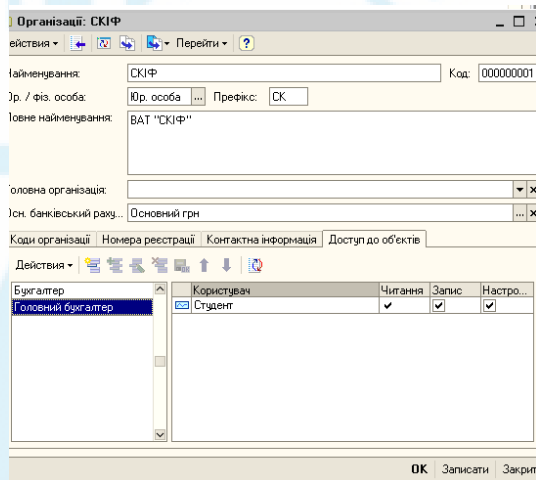 Організації: СКІФ
ействия Перейти ?
Найменування: СКІФ Код: 000000001
Юр. / фіз. особа: Юр. особа ... Префікс: СК
Повне найменування: ВАТ "СКІФ"
Головна організація:
Осн. банківський раху... Основний грн ...
Коди організації Номера реєстрації Контактна інформація Доступ до об'єктів
Действия
Бухгалтер Користувач Читання Запис Настро...
Головний бухгалтер Студент
OK Записати Закрит